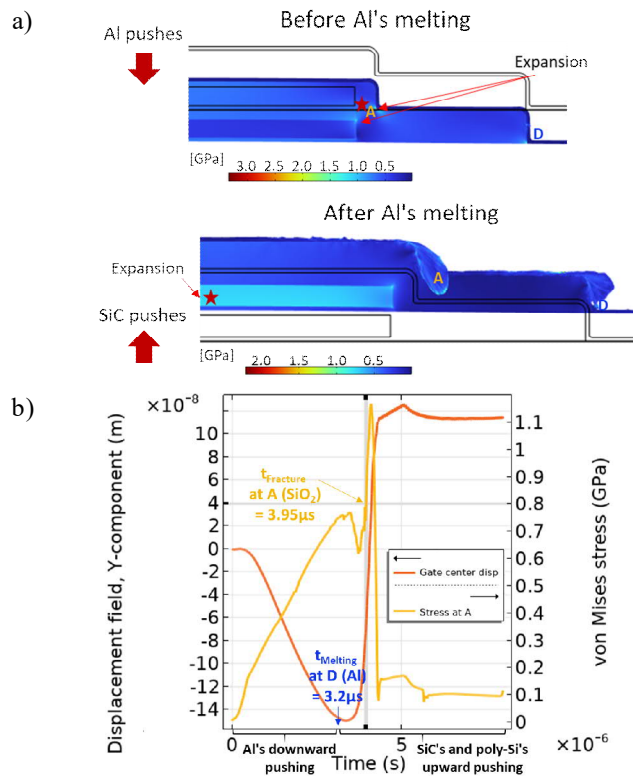 a)
Before Al's melting
Al pushes
Expansion
A
D
[GPa]
3.0 2.5 2.0 1.5 1.0 0.5
After Al's melting
Expansion
A
SiC pushes
D
[GPa]
2.0 1.5 1.0 0.5
b)
×10⁻⁸
Displacement field, Y-component (m)
10
8
6
4
2
0
-2
-4
-6
-8
-10
-12
-14
tFracture
at A (SiO₂)
= 3.95μs
Gate center disp
Stress at A
tMelting
at D (Al)
= 3.2μs
1.1
1
0.9
0.8
0.7
0.6
0.5
0.4
0.3
0.2
0.1
0
von Mises stress (GPa)
0 5
×10⁻⁶
Time (s)
Al's downward
pushing
SiC's and poly-Si's
upward pushing